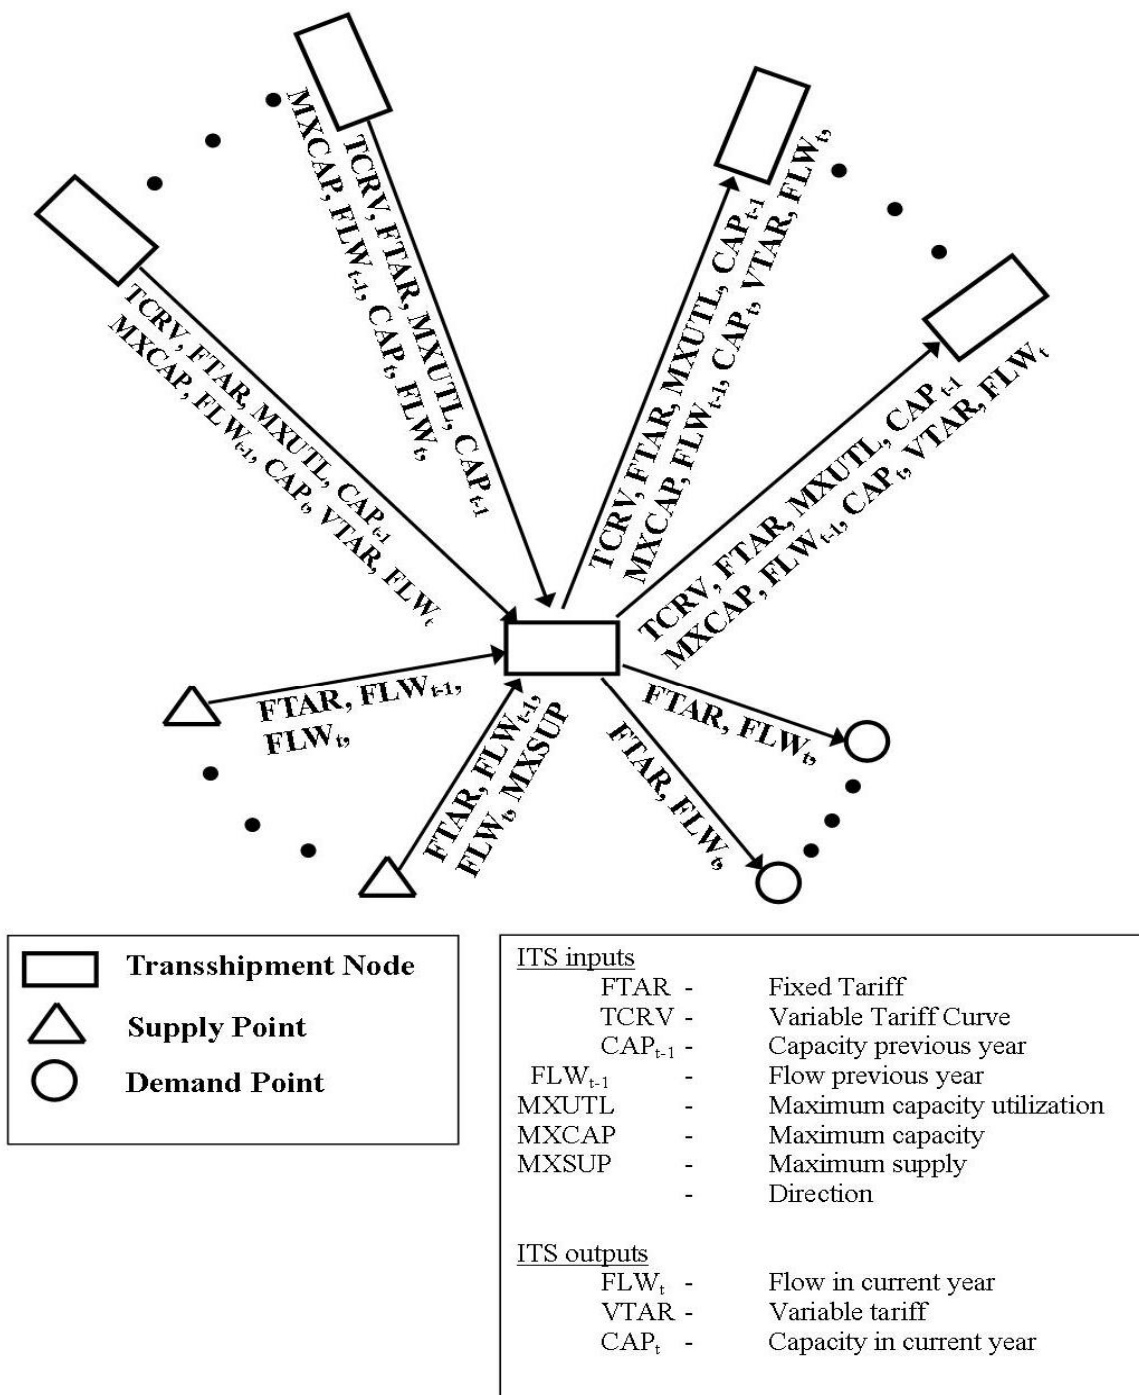 TCRV, FTAR, MXUTL, CAPt-1
MXCAP, FLWt-1, CAPt, VTAR, FLWt
TCRV, FTAR, MXUTL, CAPt-1
MXCAP, FLWt-1, CAPt, FLWt,
TCRV, FTAR, MXUTL, CAPt-1
MXCAP, FLWt-1, CAPt, VTAR, FLWt,
TCRV, FTAR, MXUTL, CAPt-1
MXCAP, FLWt-1, CAPt, VTAR, FLWt
FTAR, FLWt-1,
FLWt,
FTAR, FLWt-1,
FLWt, MXSUP
FTAR, FLWt,
FTAR, FLWt,
Transshipment Node
Supply Point
Demand Point
ITS inputs
FTAR - Fixed Tariff
TCRV - Variable Tariff Curve
CAPt-1 - Capacity previous year
FLWt-1 - Flow previous year
MXUTL - Maximum capacity utilization
MXCAP - Maximum capacity
MXSUP - Maximum supply
- Direction
ITS outputs
FLWt - Flow in current year
VTAR - Variable tariff
CAPt - Capacity in current year